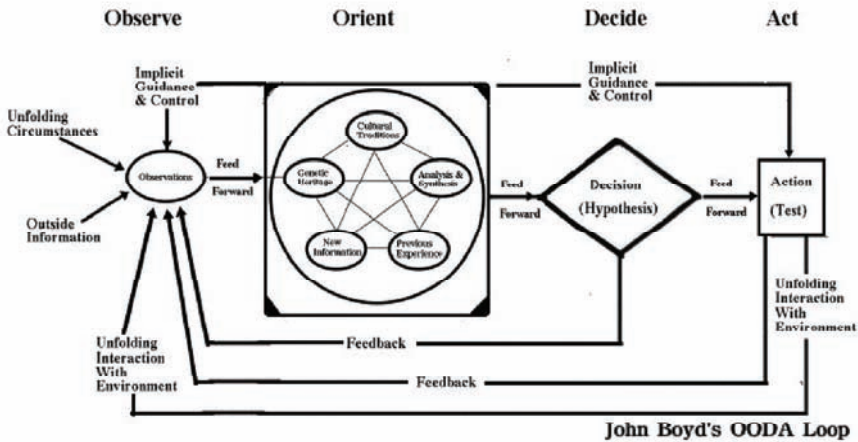 Observe
Orient
Decide
Act
Implicit
Guidance
& Control
Implicit
Guidance
& Control
Unfolding
Circumstances
Observations
Feed
Forward
Cultural
Traditions
Genetic
Heritage
Analysis &
Synthesis
New
Information
Previous
Experience
Feed
Forward
Decision
(Hypothesis)
Feed
Forward
Action
(Test)
Outside
Information
Unfolding
Interaction
With
Environment
Unfolding
Interaction
With
Environment
Feedback
Feedback
John Boyd's OODA Loop